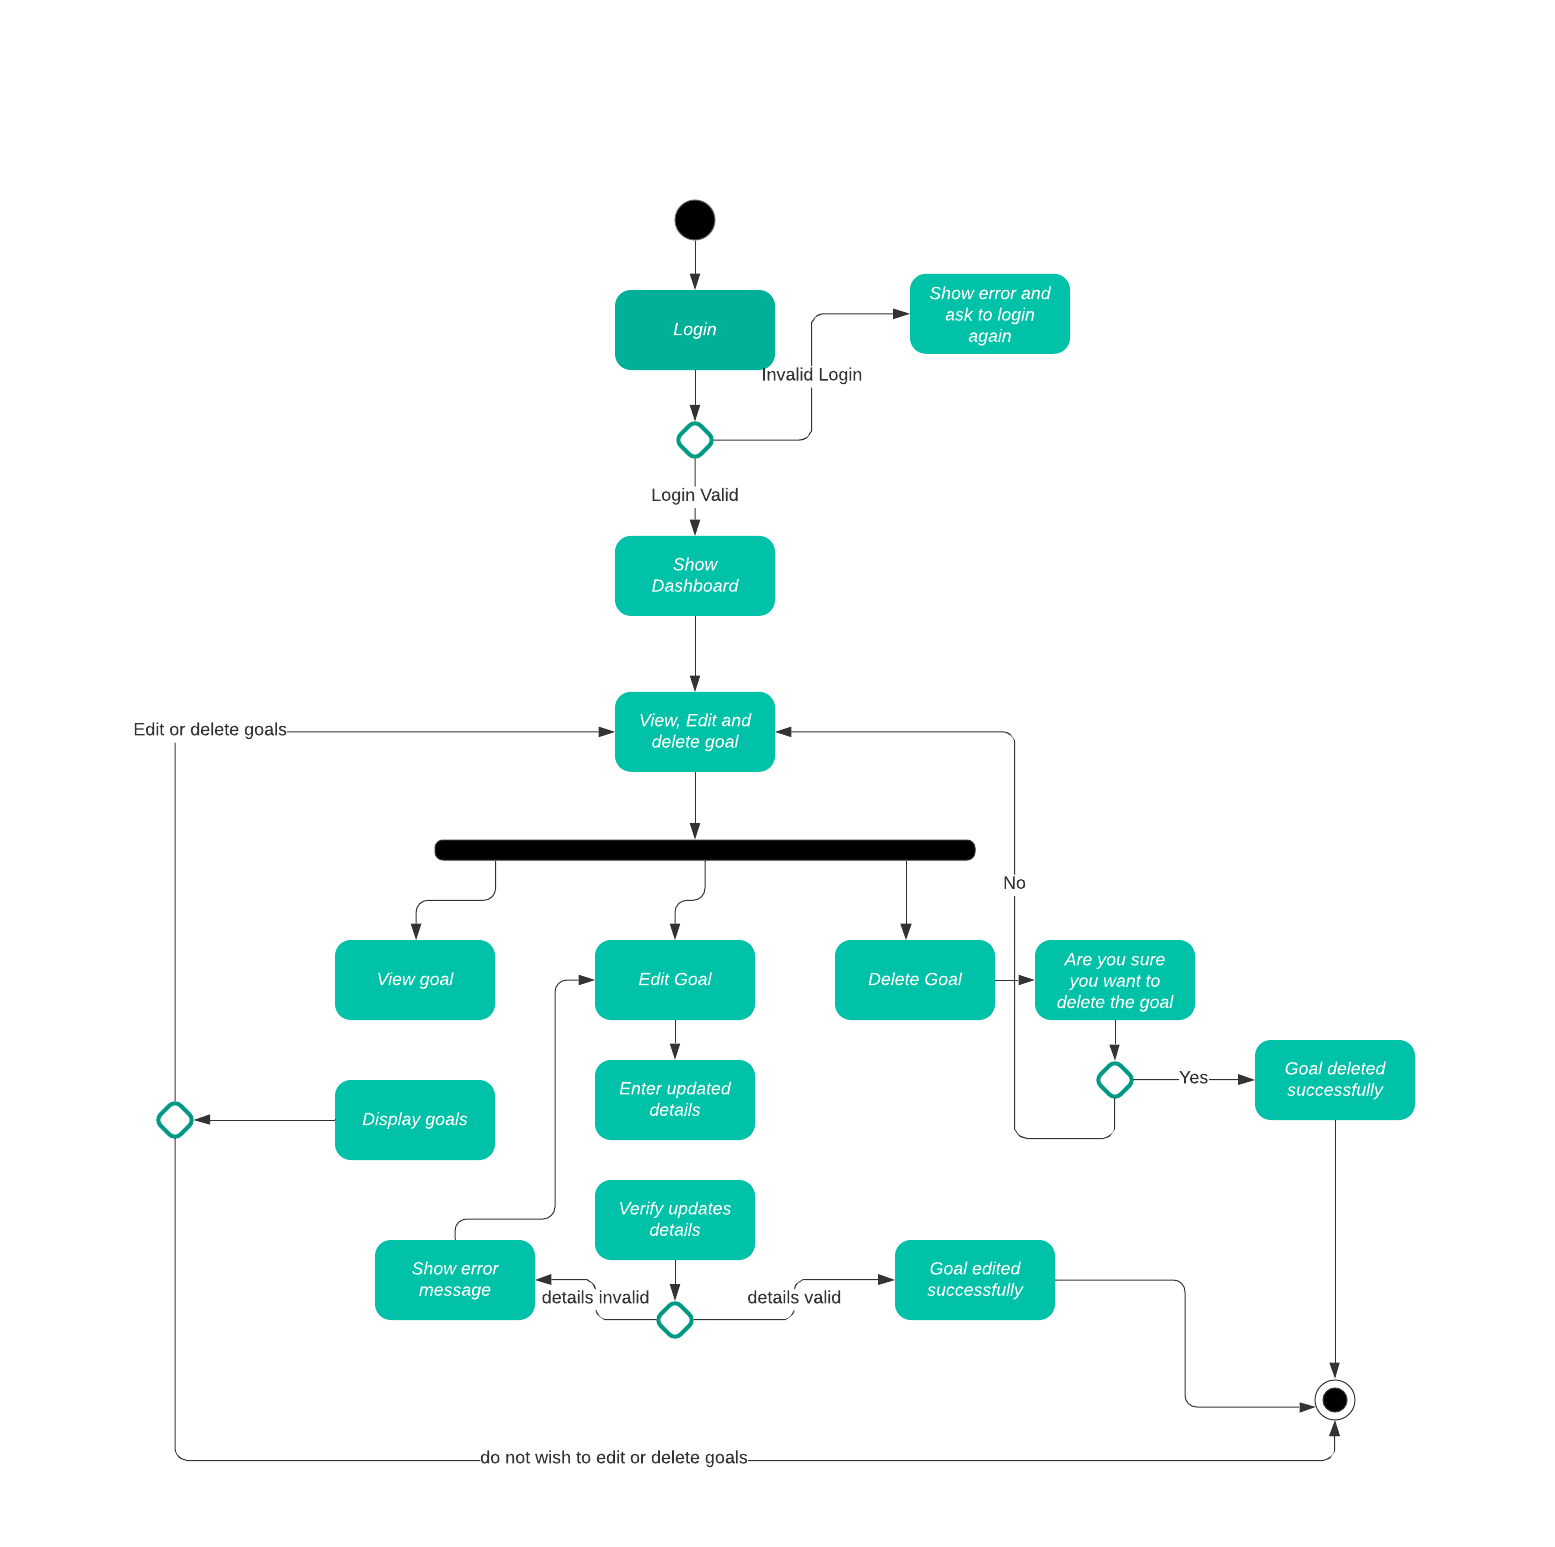 Show error and
ask to login
again
Login
Invalid Login
Login Valid
Show
Dashboard
Edit or delete goals
View, Edit and
delete goal
No
View goal
Edit Goal
Delete Goal
Are you sure
you want to
delete the goal
Enter updated
details
Yes
Goal deleted
successfully
Display goals
Verify updates
details
Show error
message
details invalid
details valid
Goal edited
successfully
do not wish to edit or delete goals